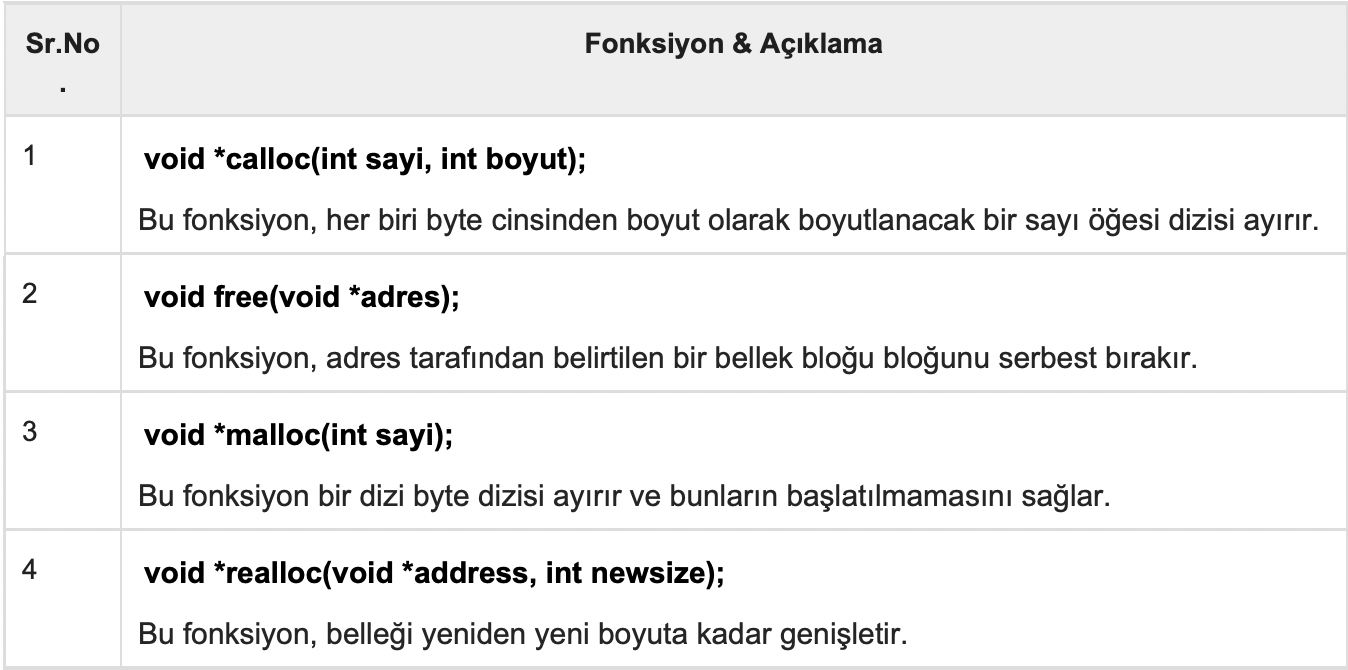 Sr.No
.
Fonksiyon & Açıklama
1
void *calloc(int sayi, int boyut);
Bu fonksiyon, her biri byte cinsinden boyut olarak boyutlanacak bir sayı öğesi dizisi ayırır.
2
void free(void *adres);
Bu fonksiyon, adres tarafından belirtilen bir bellek bloğu bloğunu serbest bırakır.
3
void *malloc(int sayi);
Bu fonksiyon bir dizi byte dizisi ayırır ve bunların başlatılmamasını sağlar.
4
void *realloc(void *address, int newsize);
Bu fonksiyon, belleği yeniden yeni boyuta kadar genişletir.